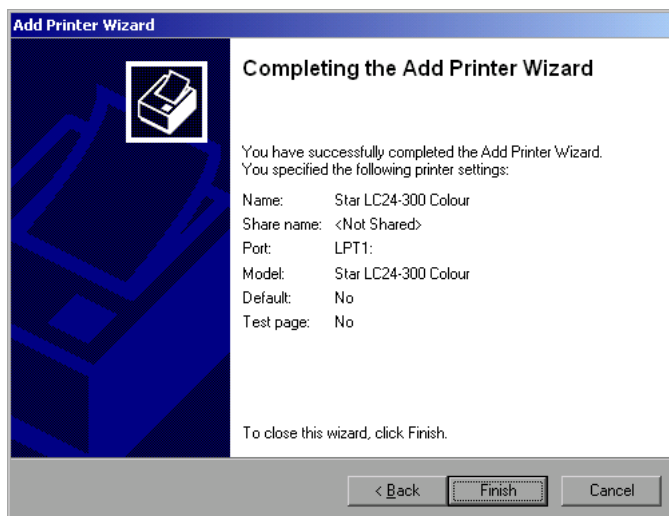 Add Printer Wizard
Completing the Add Printer Wizard
You have successfully completed the Add Printer Wizard.
You specified the following printer settings:
Name: Star LC24-300 Colour
Share name: <Not Shared>
Port: LPT1:
Model: Star LC24-300 Colour
Default: No
Test page: No
To close this wizard, click Finish.
< Back Finish Cancel